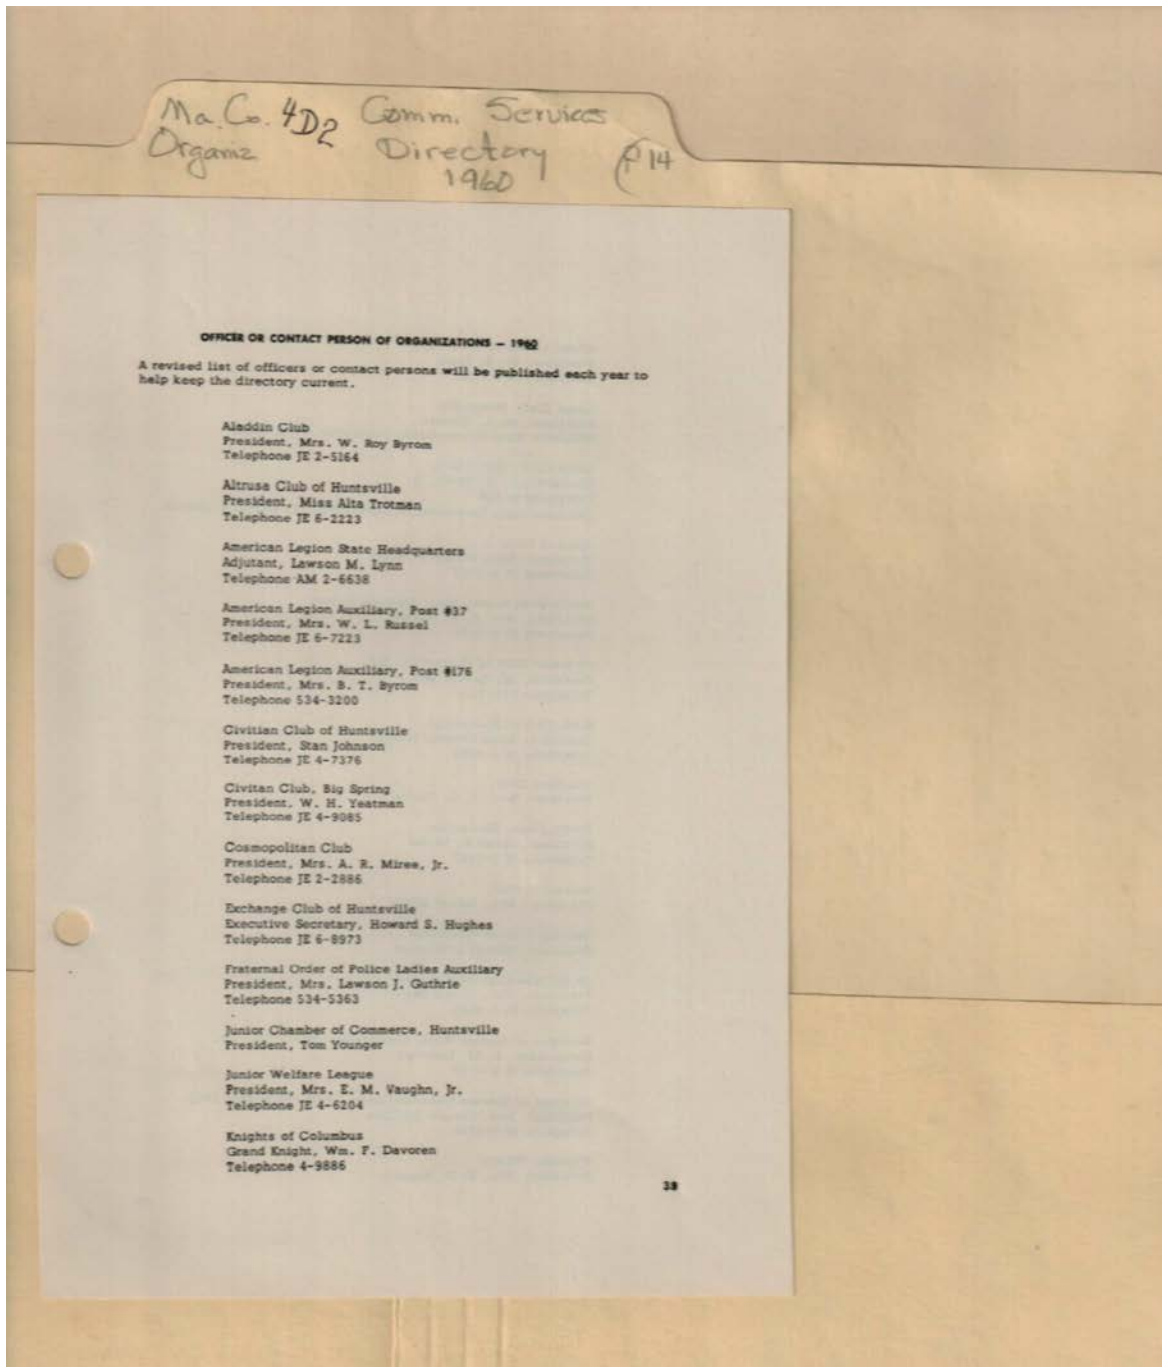 Ma. Co. 4D2 Comm. Services
Organiz Directory (P 14
1960
OFFICER OR CONTACT PERSON OF ORGANIZATIONS - 1960
A revised list of officers or contact persons will be published each year to
help keep the directory current.
Aladdin Club
President, Mrs. W. Roy Byrom
Telephone JE 2-5164
Altrusa Club of Huntsville
President, Miss Alta Trotman
Telephone JE 6-2223
American Legion State Headquarters
Adjutant, Lawson M. Lynn
Telephone AM 2-6638
American Legion Auxiliary, Post #37
President, Mrs. W. L. Russel
Telephone JE 6-7223
American Legion Auxiliary, Post #176
President, Mrs. B. T. Byrom
Telephone 534-3200
Civitian Club of Huntsville
President, Stan Johnson
Telephone JE 4-7376
Civitan Club, Big Spring
President, W. H. Yeatman
Telephone JE 4-9085
Cosmopolitan Club
President, Mrs. A. R. Miree, Jr.
Telephone JE 2-2886
Exchange Club of Huntsville
Executive Secretary, Howard S. Hughes
Telephone JE 6-8973
Fraternal Order of Police Ladies Auxiliary
President, Mrs. Lawson J. Guthrie
Telephone 534-5363
Junior Chamber of Commerce, Huntsville
President, Tom Younger
Junior Welfare League
President, Mrs. E. M. Vaughn, Jr.
Telephone JE 4-6204
Knights of Columbus
Grand Knight, Wm. F. Davoren
Telephone 4-9886
38